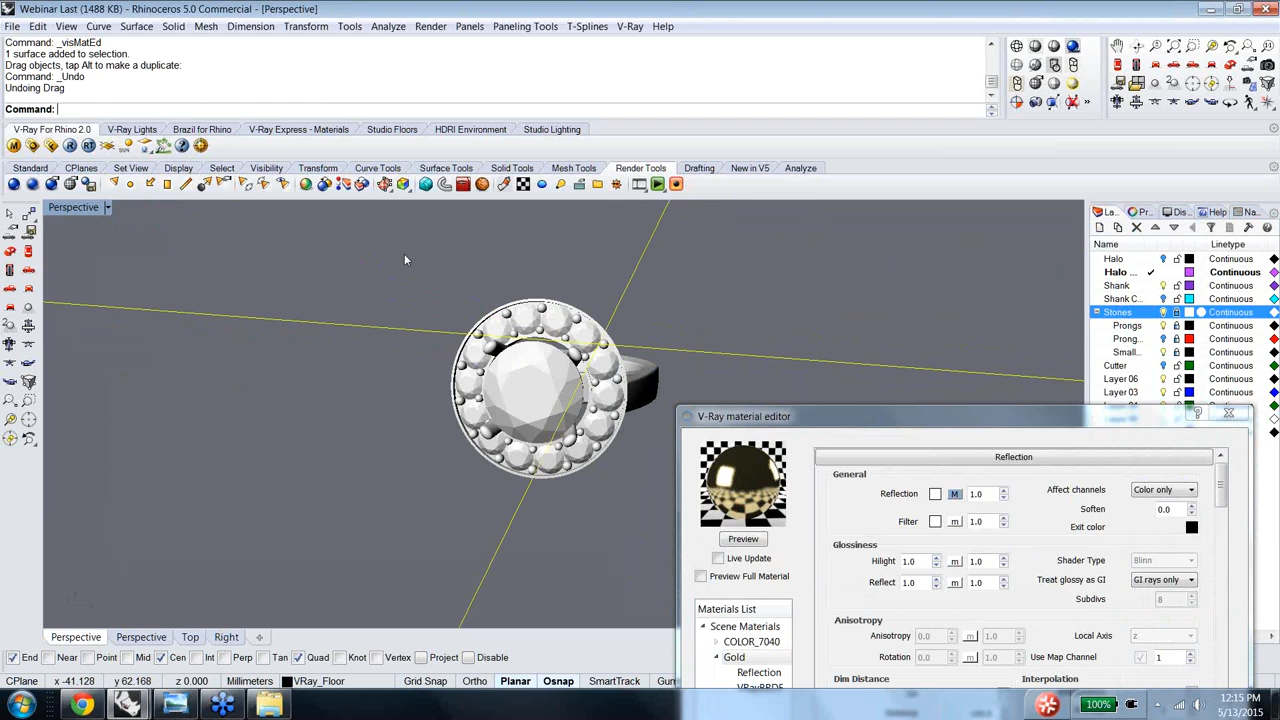 Webinar Last (1488 KB) - Rhinoceros 5.0 Commercial - [Perspective]
File Edit View Curve Surface Solid Mesh Dimension Transform Tools Analyze Render Panels Paneling Tools T-Splines V-Ray Help
Command: _visMatEd
1 surface added to selection.
Drag objects, tap Alt to make a duplicate:
Command: _Undo
Undoing Drag
Command:
V-Ray For Rhino 2.0 V-Ray Lights Brazil for Rhino V-Ray Express - Materials Studio Floors HDRI Environment Studio Lighting
Standard CPlanes Set View Display Select Visibility Transform Curve Tools Surface Tools Solid Tools Mesh Tools Render Tools Drafting New in V5 Analyze
Perspective
La... Pr... Dis... Help Na...
Name Linetype
Halo Continuous
Halo ... Continuous
Shank Continuous
Shank C... Continuous
Stones Continuous
Prongs Continuous
Prong... Continuous
Small... Continuous
Cutter Continuous
Layer 06 Continuous
Layer 03 Continuous
V-Ray material editor
Reflection
General
Reflection M 1.0 Affect channels Color only
Soften 0.0
Filter m 1.0 Exit color
Preview
Glossiness
Live Update Hilight 1.0 m 1.0 Shader Type Blinn
Preview Full Material Reflect 1.0 m 1.0 Treat glossy as GI GI rays only
Subdivs 8
Materials List
Anisotropy
Scene Materials
COLOR_7040 Anisotropy 0.0 m 1.0 Local Axis z
Gold Rotation 0.0 m 1.0 Use Map Channel 1
Reflection Dim Distance Interpolation
Perspective Perspective Top Right
End Near Point Mid Cen Int Perp Tan Quad Knot Vertex Project Disable
CPlane X -41.128 Y 62.168 Z 0.000 Millimeters VRay_Floor Grid Snap Ortho Planar Osnap SmartTrack Gum
100% 12:15 PM
5/13/2015